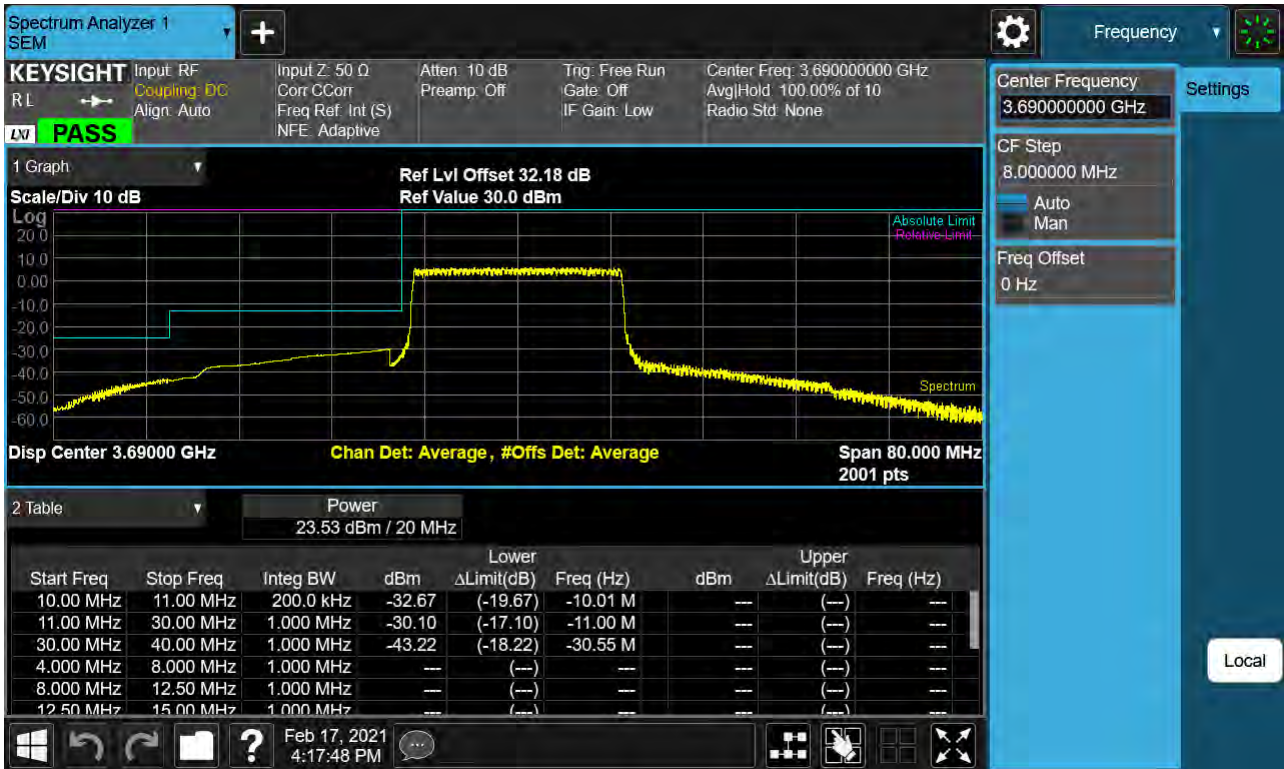 Spectrum Analyzer 1
SEM
+
Frequency
KEYSIGHT
R L
LXI
PASS
Input: RF
Coupling: DC
Align: Auto
Input Z: 50 Ω
Corr CCorr
Freq Ref: Int (S)
NFE: Adaptive
Atten: 10 dB
Preamp: Off
Trig: Free Run
Gate: Off
IF Gain: Low
Center Freq: 3.690000000 GHz
Avg|Hold: 100.00% of 10
Radio Std: None
Center Frequency
3.690000000 GHz
Settings
CF Step
8.000000 MHz
Auto
Man
Freq Offset
0 Hz
Local
1 Graph
Scale/Div 10 dB
Ref Lvl Offset 32.18 dB
Ref Value 30.0 dBm
Log
20.0
10.0
0.00
-10.0
-20.0
-30.0
-40.0
-50.0
-60.0
Absolute Limit
Relative Limit
Spectrum
Disp Center 3.69000 GHz
Chan Det: Average, #Offs Det: Average
Span 80.000 MHz
2001 pts
2 Table
Power
23.53 dBm / 20 MHz
Lower Upper
Start Freq Stop Freq Integ BW dBm ΔLimit(dB) Freq (Hz) dBm ΔLimit(dB) Freq (Hz)
10.00 MHz 11.00 MHz 200.0 kHz -32.67 (-19.67) -10.01 M --- (---) ---
11.00 MHz 30.00 MHz 1.000 MHz -30.10 (-17.10) -11.00 M --- (---) ---
30.00 MHz 40.00 MHz 1.000 MHz -43.22 (-18.22) -30.55 M --- (---) ---
4.000 MHz 8.000 MHz 1.000 MHz --- (---) --- --- (---) ---
8.000 MHz 12.50 MHz 1.000 MHz --- (---) --- --- (---) ---
12.50 MHz 15.00 MHz 1.000 MHz --- (---) --- --- (---) ---
?
Feb 17, 2021
4:17:48 PM